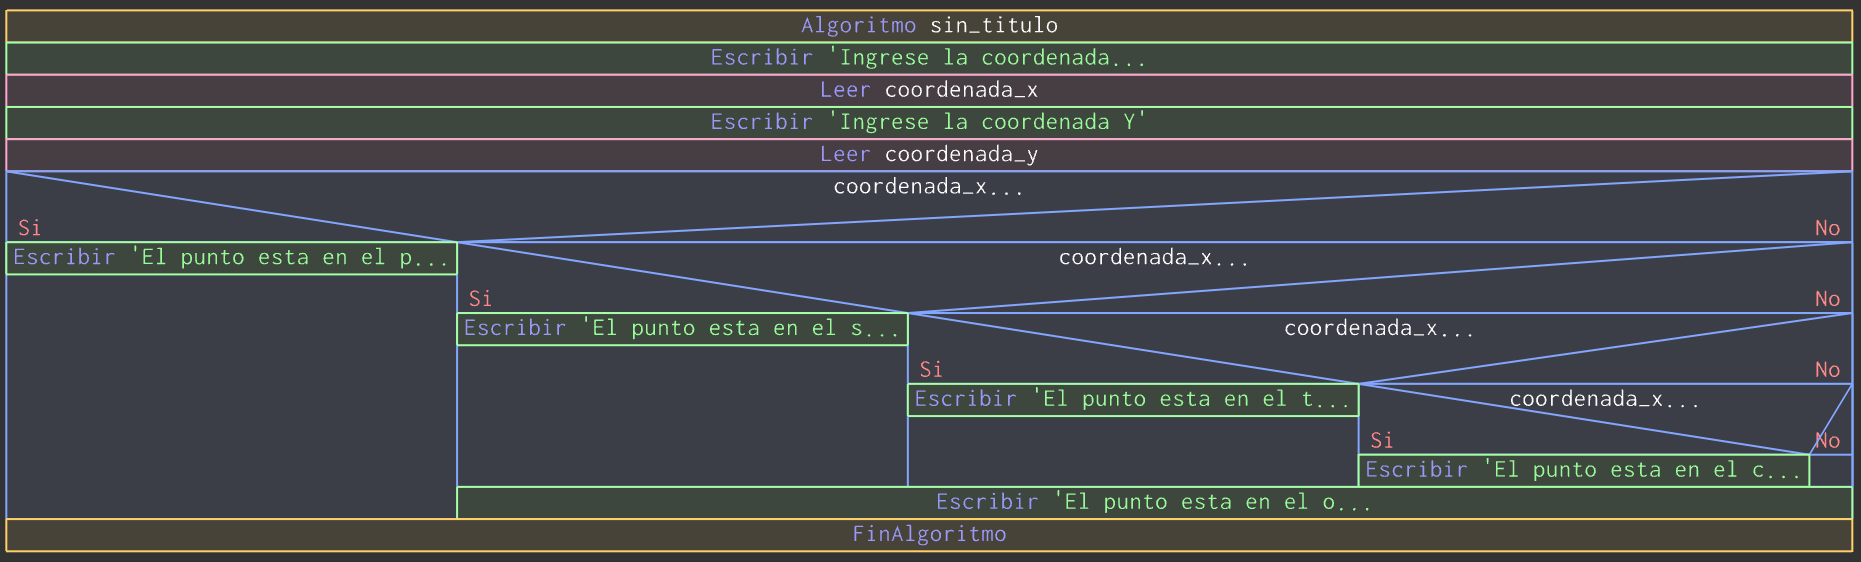 Algoritmo sin_titulo
Escribir 'Ingrese la coordenada...
Leer coordenada_x
Escribir 'Ingrese la coordenada Y'
Leer coordenada_y
coordenada_x...
Si
No
Escribir 'El punto esta en el p...
coordenada_x...
Si
No
Escribir 'El punto esta en el s...
coordenada_x...
Si
No
Escribir 'El punto esta en el t...
coordenada_x...
Si
No
Escribir 'El punto esta en el c...
Escribir 'El punto esta en el o...
FinAlgoritmo